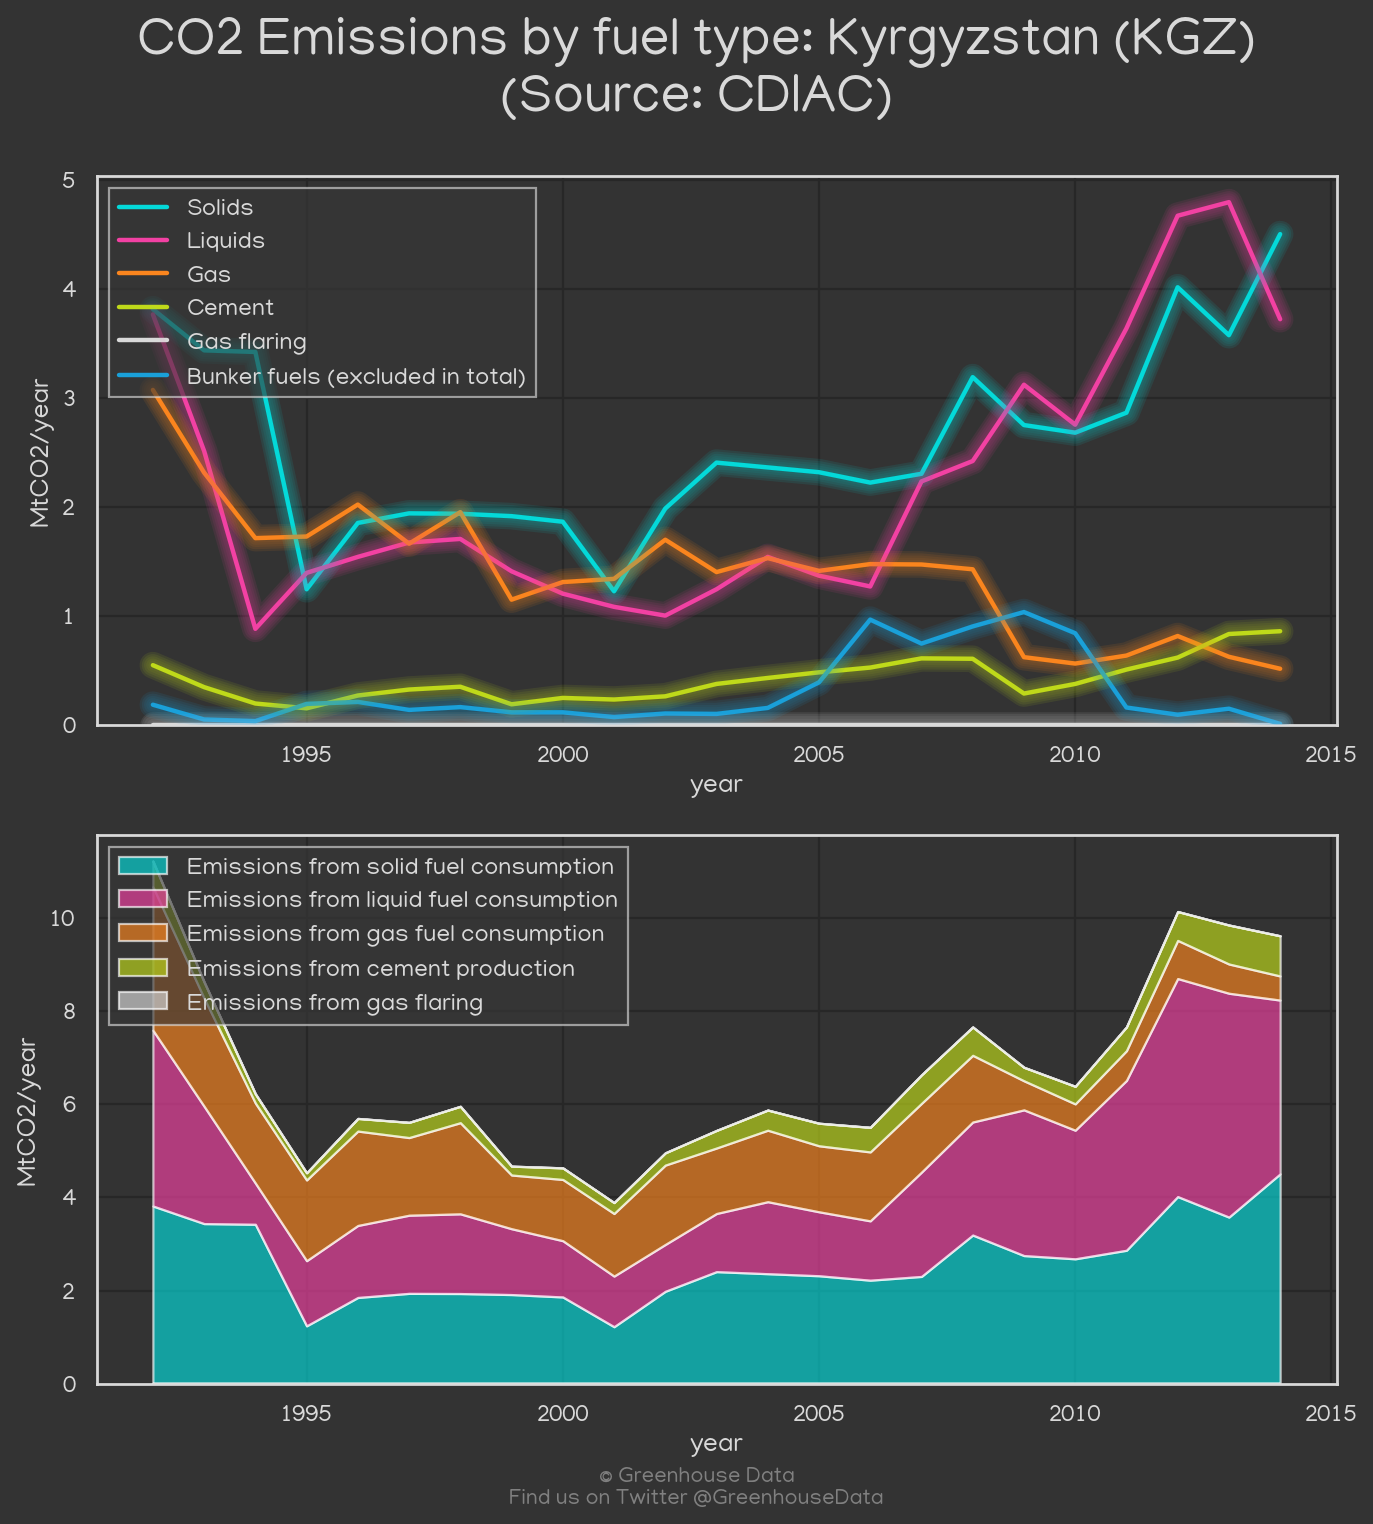 CO2 Emissions by fuel type: Kyrgyzstan (KGZ)
(Source: CDIAC)
5
4
3
2
1
0
MtCO2/year
Solids
Liquids
Gas
Cement
Gas flaring
Bunker fuels (excluded in total)
1995 2000 2005 2010 2015
year
10
8
6
4
2
0
MtCO2/year
Emissions from solid fuel consumption
Emissions from liquid fuel consumption
Emissions from gas fuel consumption
Emissions from cement production
Emissions from gas flaring
1995 2000 2005 2010 2015
year
© Greenhouse Data
Find us on Twitter @GreenhouseData